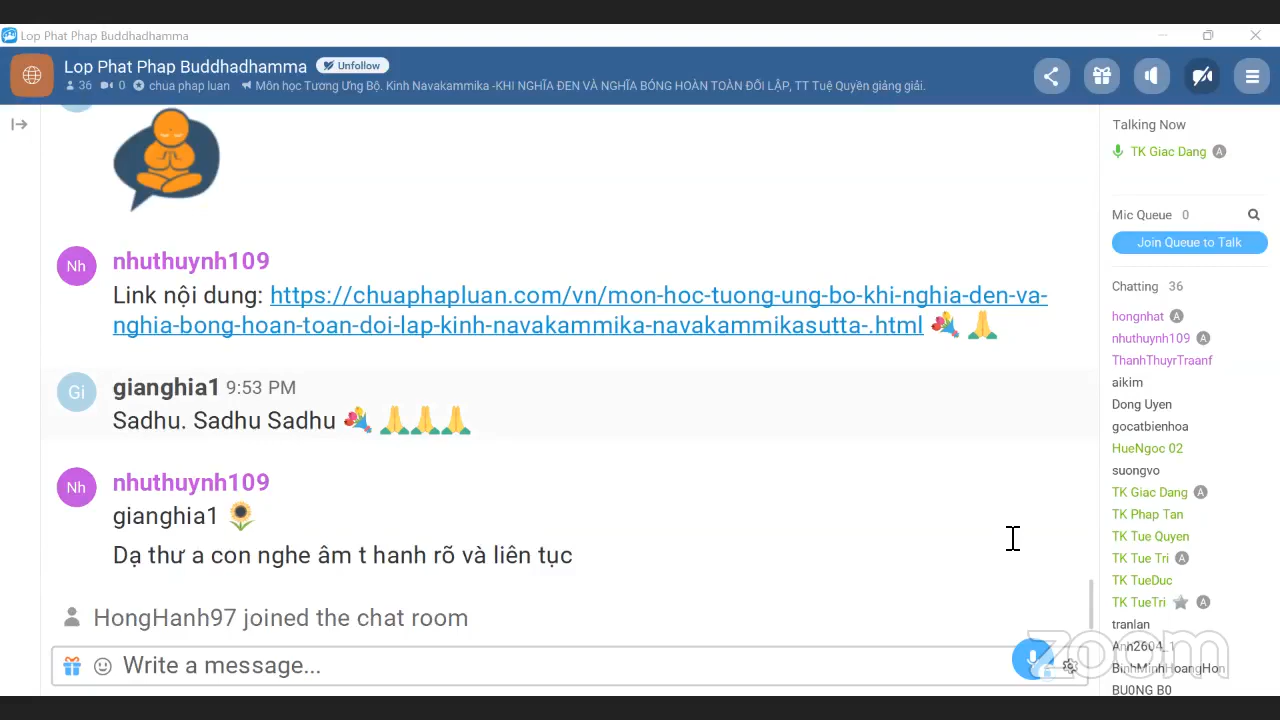 Lop Phat Phap Buddhadhamma
Lop Phat Phap Buddhadhamma Unfollow
36 0 chua phap luan Môn học Tương Ưng Bộ. Kinh Navakammika -KHI NGHĨA ĐEN VÀ NGHĨA BÓNG HOÀN TOÀN ĐỐI LẬP, TT Tuệ Quyền giảng giải.
Nh nhuthuynh109
Link nội dung: https://chuaphapluan.com/vn/mon-hoc-tuong-ung-bo-khi-nghia-den-va-
nghia-bong-hoan-toan-doi-lap-kinh-navakammika-navakammikasutta-.html
Gi gianghia1 9:53 PM
Sadhu. Sadhu Sadhu
Nh nhuthuynh109
gianghia1
Dạ thư a con nghe âm t hanh rõ và liên tục
HongHanh97 joined the chat room
Write a message...
Talking Now
TK Giac Dang A
Mic Queue 0
Join Queue to Talk
Chatting 36
hongnhat A
nhuthuynh109 A
ThanhThuyrTraanf
aikim
Dong Uyen
gocatbienhoa
HueNgoc 02
suongvo
TK Giac Dang A
TK Phap Tan
TK Tue Quyen
TK Tue Tri A
TK TueDuc
TK TueTri A
tranlan
Anh2604_1
BinhMinhHoangHon
BU0NG B0
zoom